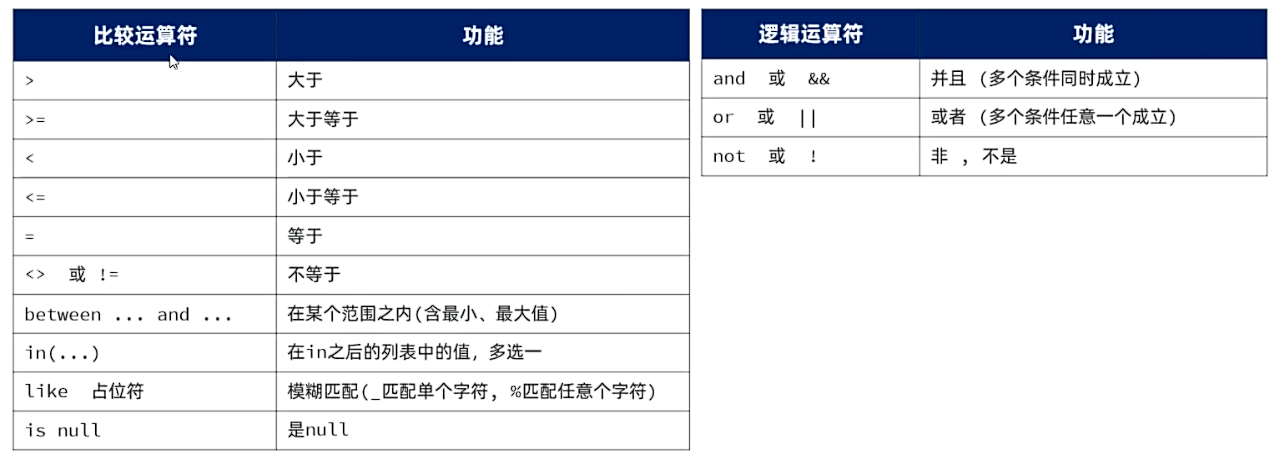 比较运算符 功能
> 大于
>= 大于等于
< 小于
<= 小于等于
= 等于
<> 或 != 不等于
between ... and ... 在某个范围之内(含最小、最大值)
in(...) 在in之后的列表中的值，多选一
like 占位符 模糊匹配(_匹配单个字符, %匹配任意个字符)
is null 是null
逻辑运算符 功能
and 或 && 并且 (多个条件同时成立)
or 或 || 或者 (多个条件任意一个成立)
not 或 ! 非 , 不是